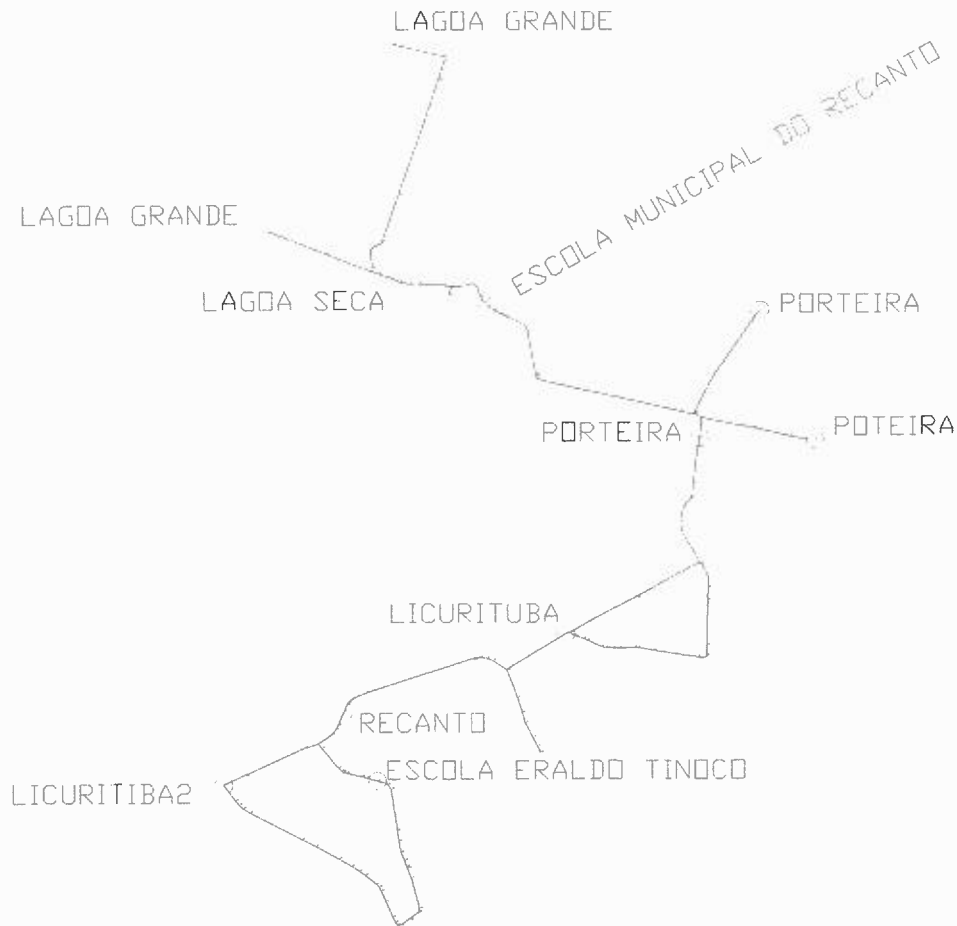 LAGOA GRANDE
ESCOLA MUNICIPAL DO RECANTO
LAGOA GRANDE
LAGOA SECA
PORTEIRA
PORTEIRA
POTEIRA
LICURITUBA
RECANTO
ESCOLA ERALDO TINOCO
LICURITIBA2